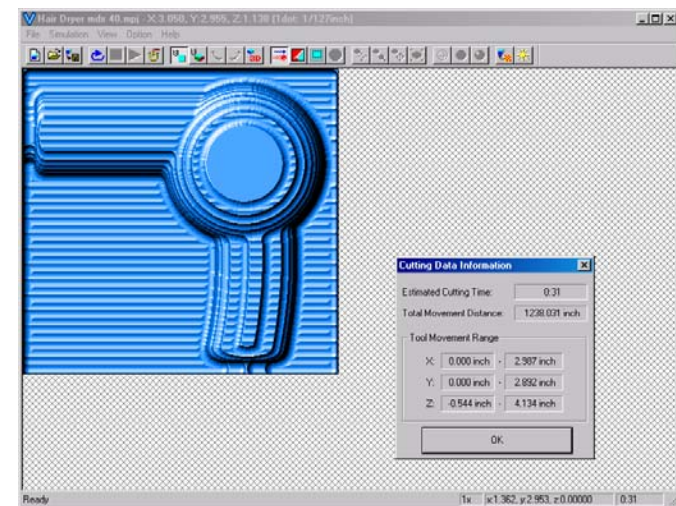 Hair Dryer mdx 40.mpj - X:3.050, Y:2.955, Z:1.130 (1dot: 1/127inch)
File Simulation View Option Help
Cutting Data Information
Estimated Cutting Time: 0:31
Total Movement Distance: 1238.031 inch
Tool Movement Range
X: 0.000 inch - 2.987 inch
Y: 0.000 inch - 2.892 inch
Z: -0.544 inch - 4.134 inch
OK
Ready 1x x:1.362, y:2.953, z:0.00000 0:31